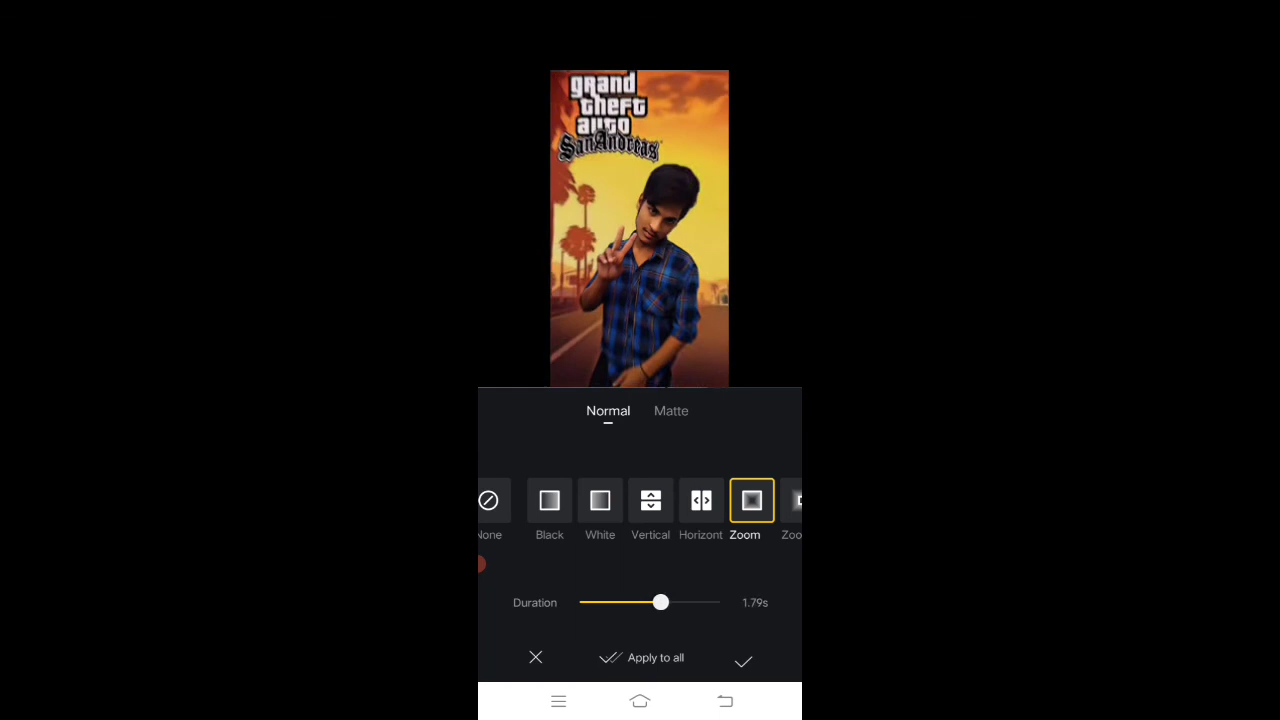 grand
theft
auto
San Andreas
Normal Matte
None Black White Vertical Horizont Zoom Zoo
Duration 1.79s
Apply to all